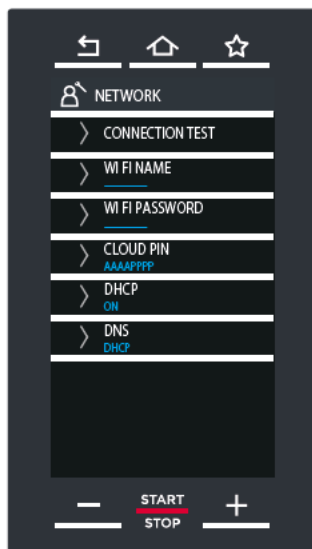 NETWORK
CONNECTION TEST
WI FI NAME
WI FI PASSWORD
CLOUD PIN
AAAAPPPP
DHCP
ON
DNS
DHCP
START
STOP